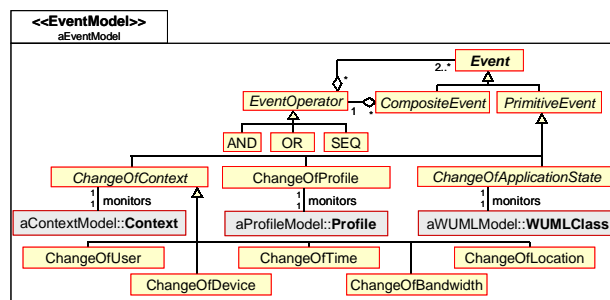 <<EventModel>>
aEventModel
Event
2..*
*
EventOperator
1
*
CompositeEvent
PrimitiveEvent
AND
OR
SEQ
ChangeOfContext
ChangeOfProfile
ChangeOfApplicationState
1
monitors
1
1
monitors
1
1
monitors
1
aContextModel::Context
aProfileModel::Profile
aWUMLModel::WUMLClass
ChangeOfUser
ChangeOfTime
ChangeOfLocation
ChangeOfDevice
ChangeOfBandwidth